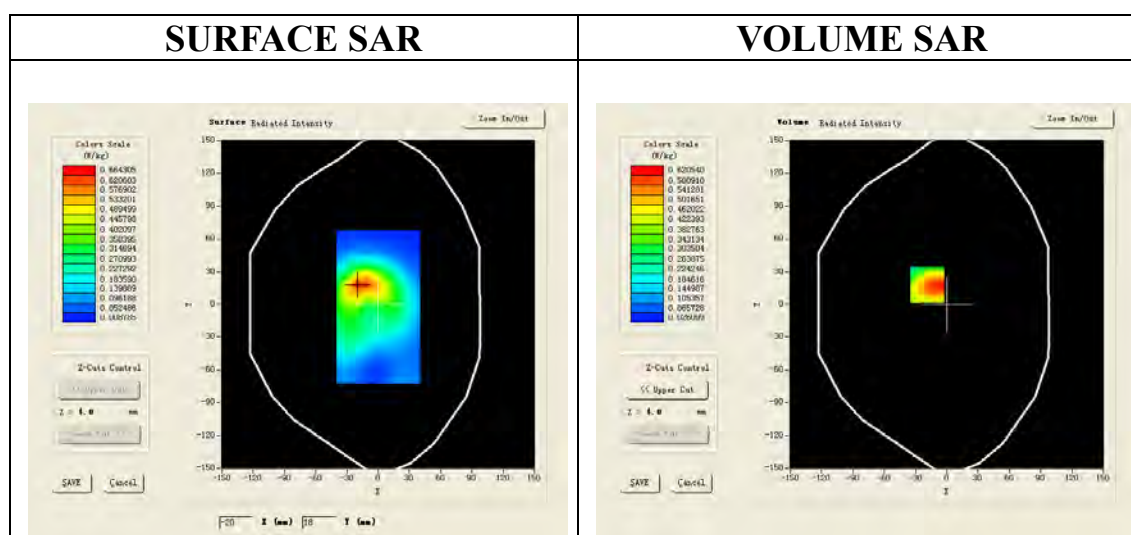 SURFACE SAR
VOLUME SAR
Surface Radiated Intensity
Zoom In/Out
Colors Scale
(W/kg)
0.664305
0.620603
0.576902
0.533201
0.489499
0.445798
0.402097
0.358395
0.314694
0.270993
0.227292
0.183590
0.139889
0.096188
0.052486
150
120
90
60
30
0
-30
-60
-90
-120
-150
-150 -120 -90 -60 -30 0 30 60 90 120 150
Z-Cuts Control
Z = 4.0 mm
SAVE Cancel
-20 X (mm) 18 Y (mm)
Volume Radiated Intensity
Zoom In/Out
Colors Scale
(W/kg)
0.620540
0.580910
0.541281
0.501651
0.462022
0.422393
0.382763
0.343134
0.303504
0.263875
0.224246
0.184616
0.144987
0.105357
0.065728
150
120
90
60
30
0
-30
-60
-90
-120
-150
-150 -120 -90 -60 -30 0 30 60 90 120 150
Z-Cuts Control
<< Upper Cut
Z = 4.0 mm
SAVE Cancel